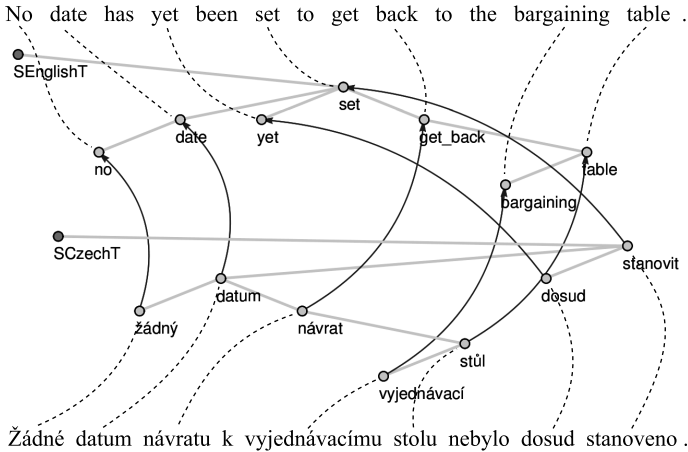 No date has yet been set to get back to the bargaining table .
SEnglishT
set
date yet get_back
no table
bargaining
SCzechT
stanovit
datum dosud
žádný návrat
stůl
vyjednávací
Žádné datum návratu k vyjednávacímu stolu nebylo dosud stanoveno .